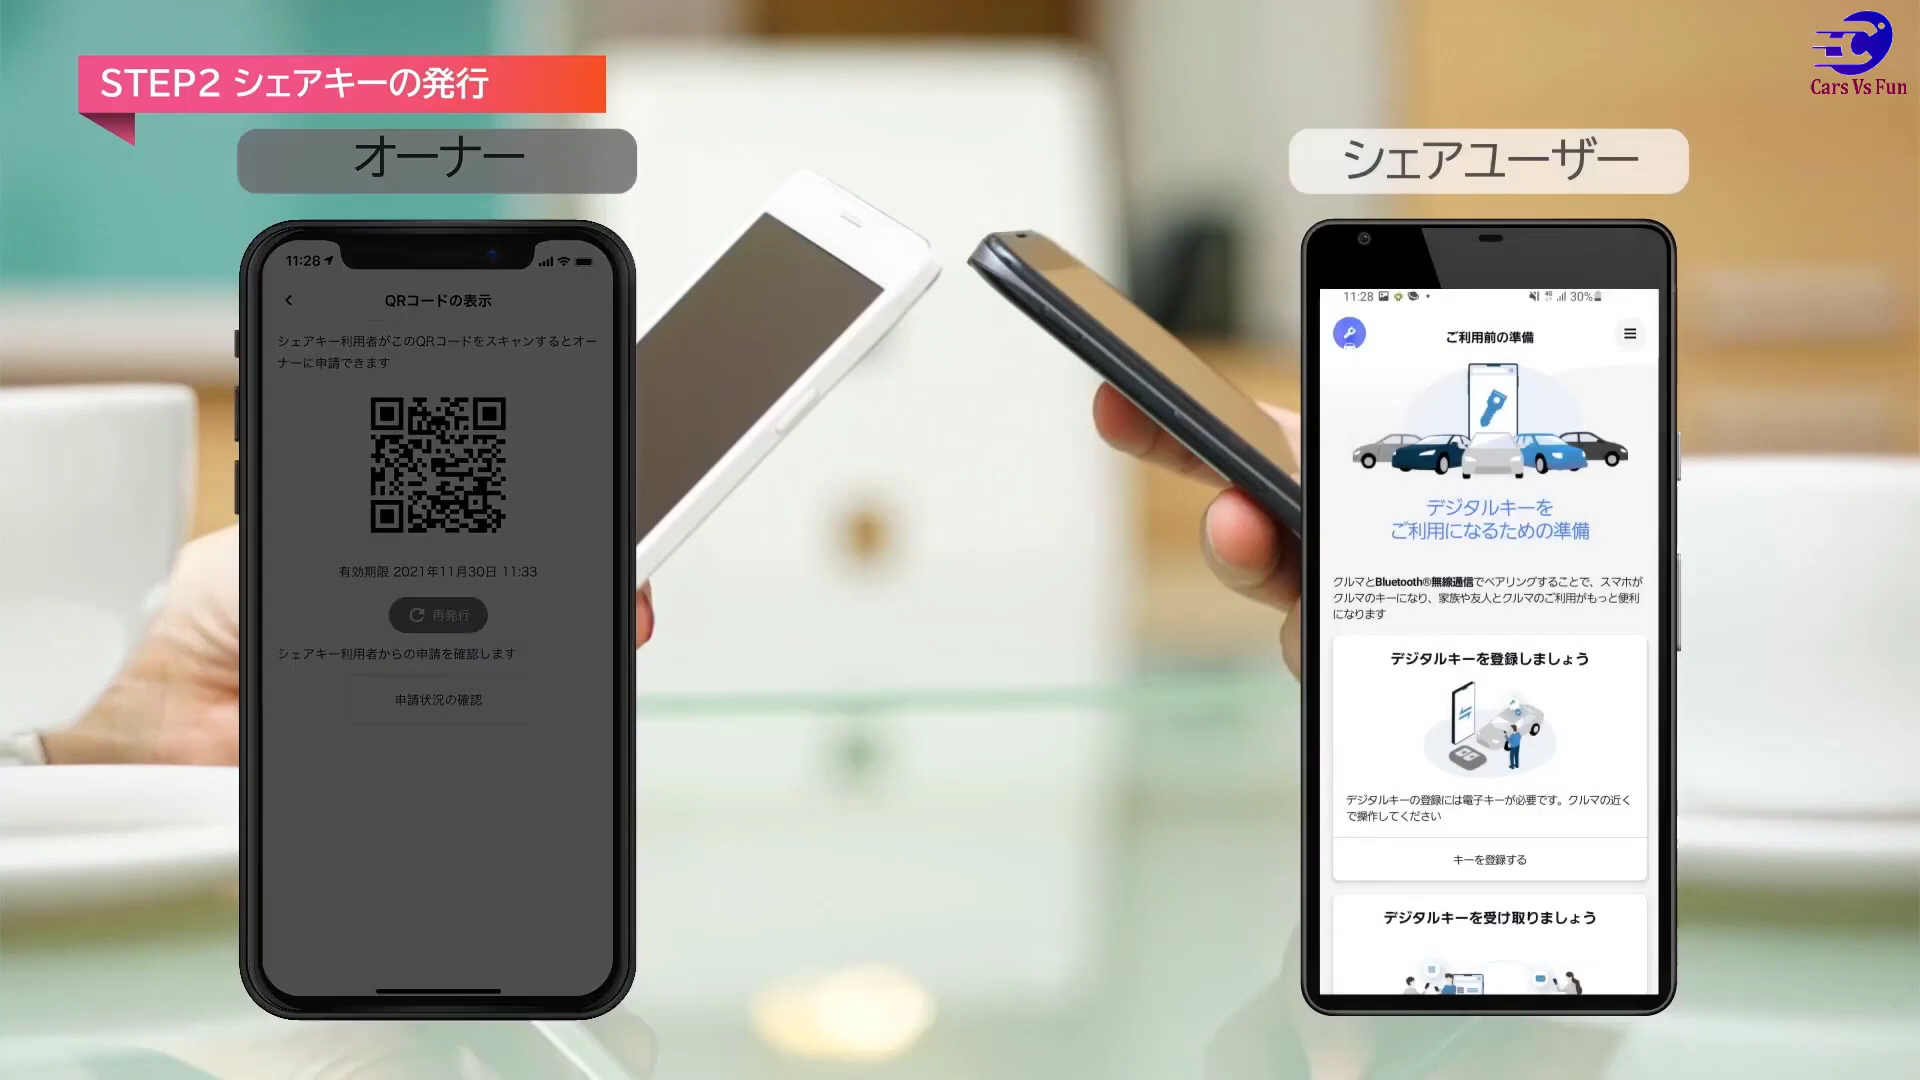 STEP2 シェアキーの発行
Cars Vs Fun
オーナー
11:28
QRコードの表示
シェアキー利用者がこのQRコードをスキャンするとオー
ナーに申請できます
有効期限 2021年11月30日 11:33
再発行
シェアキー利用者からの申請を確認します
申請状況の確認
シェアユーザー
11:28
4G
30%
ご利用前の準備
デジタルキーを
ご利用になるための準備
クルマとBluetooth®無線通信でペアリングすることで、スマホが
クルマのキーになり、家族や友人とクルマのご利用がもっと便利
になります
デジタルキーを登録しましょう
デジタルキーの登録には電子キーが必要です。クルマの近く
で操作してください
キーを登録する
デジタルキーを受け取りましょう